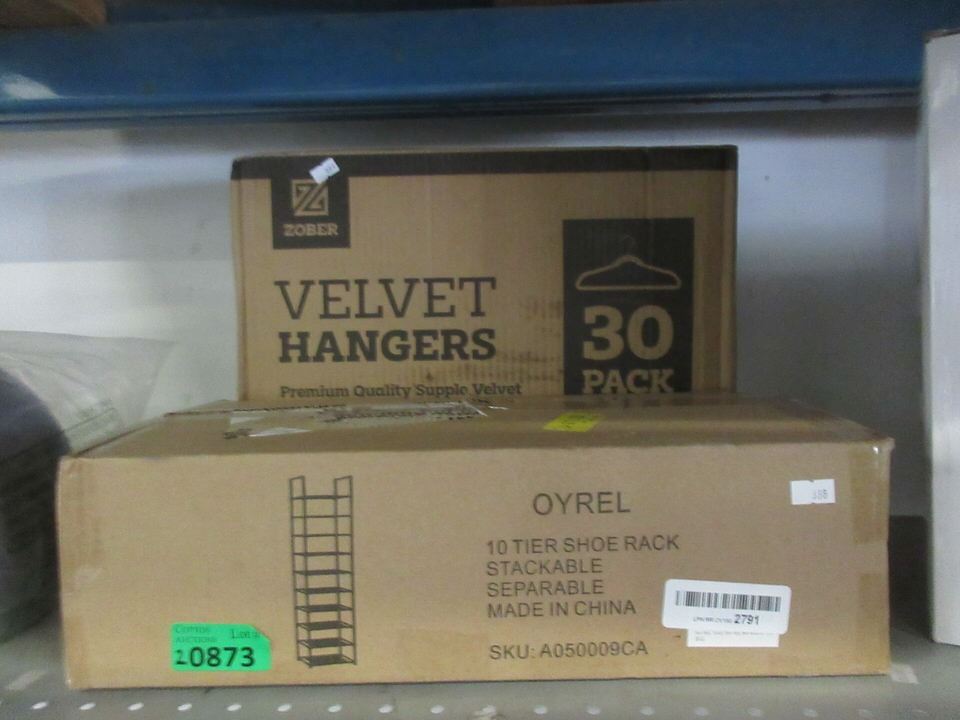 ZOBER
VELVET
HANGERS
Premium Quality Supple Velvet
30
PACK
OYREL
10 TIER SHOE RACK
STACKABLE
SEPARABLE
MADE IN CHINA
SKU: A050009CA
2791
20873